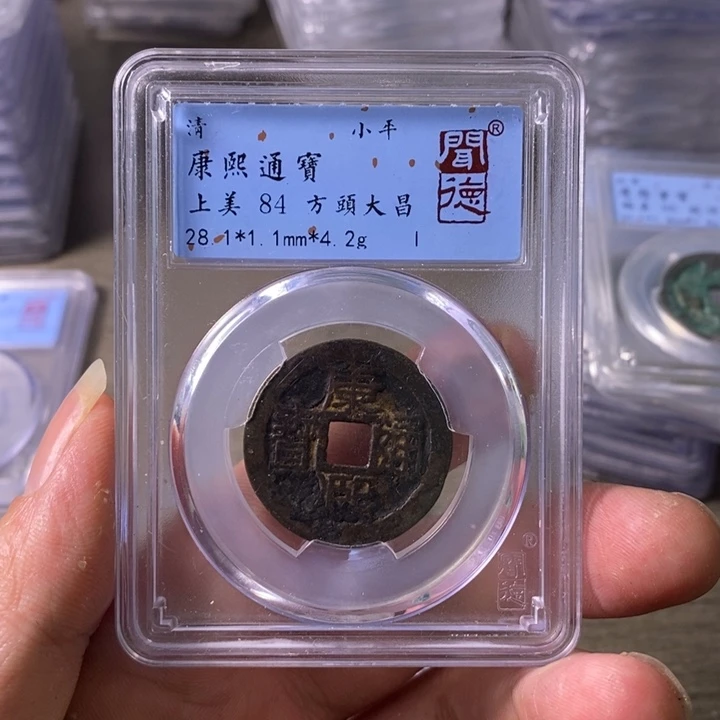 清 小平
康熙通寶
上美 84 方頭大昌
28.1*1.1mm*4.2g I
聞德®
康熙通寶